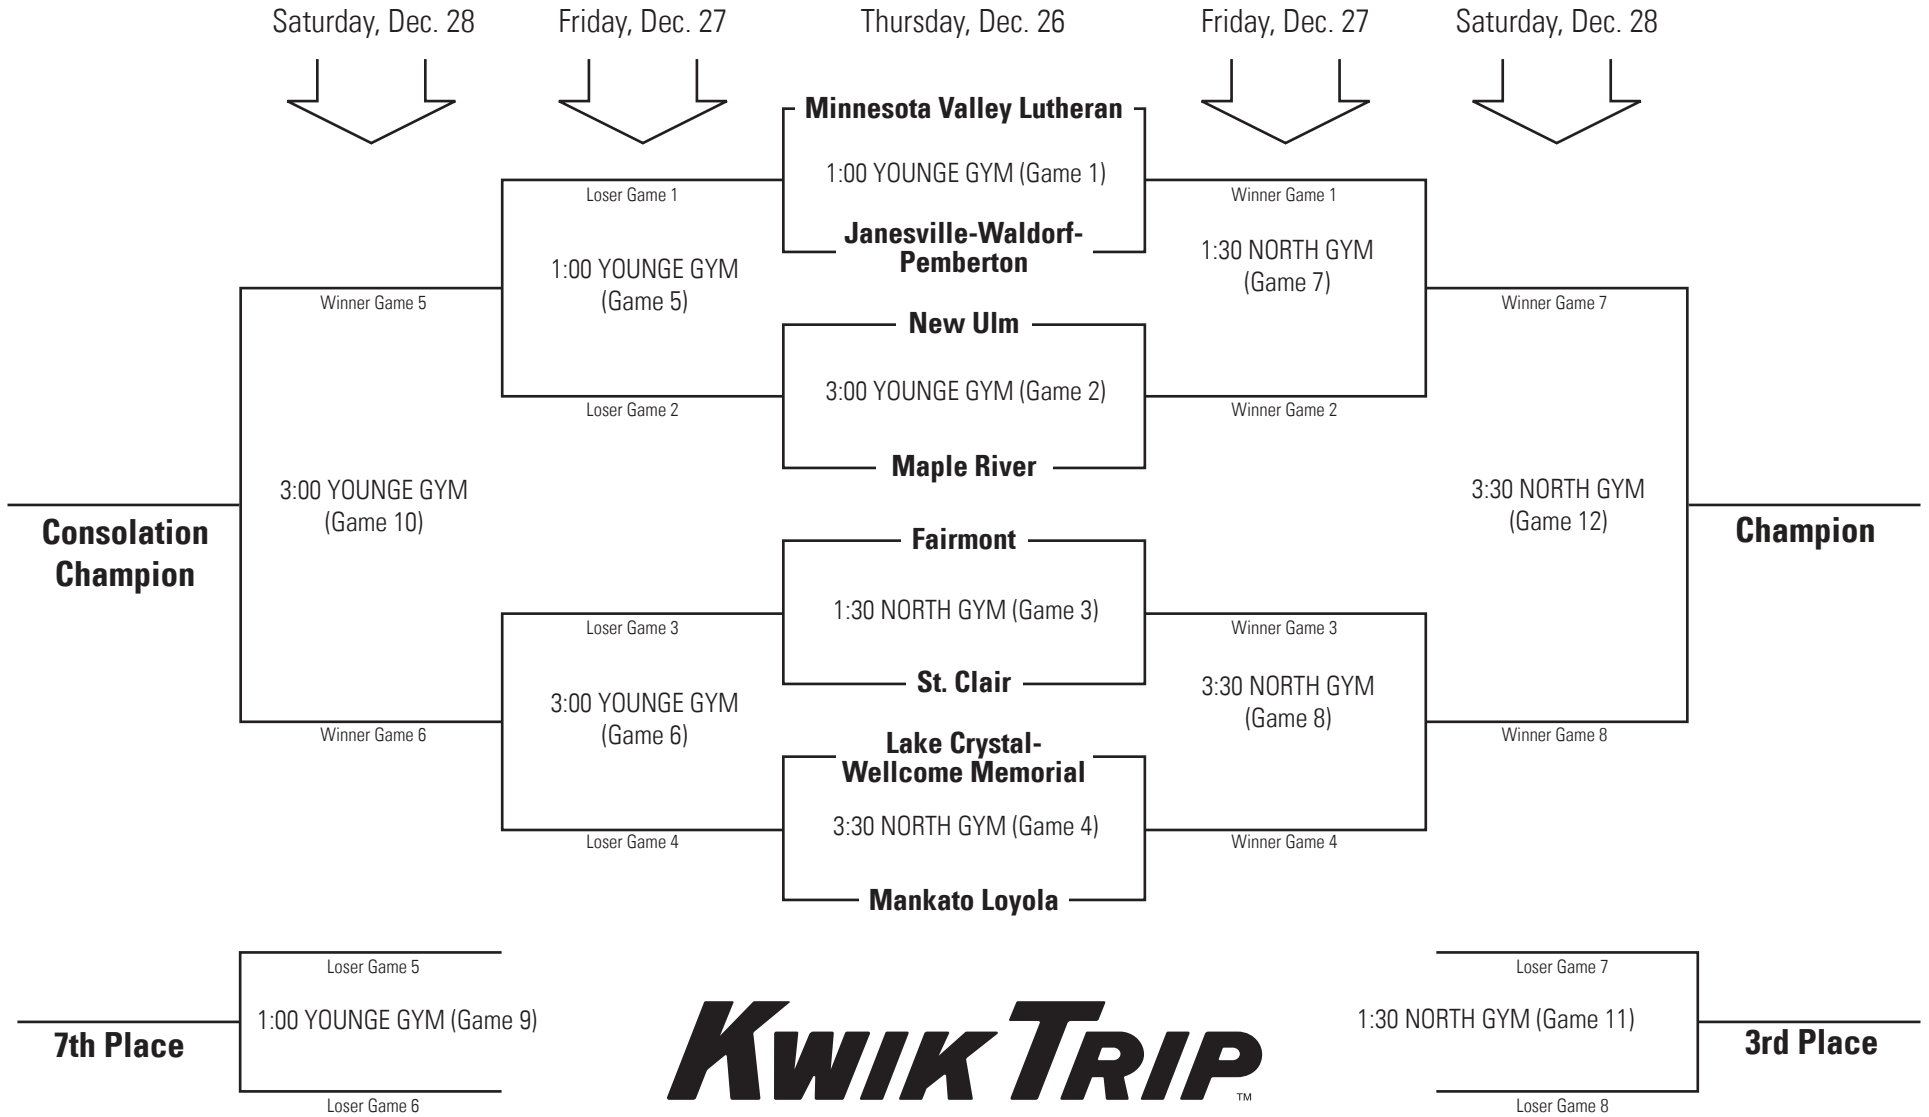 Saturday, Dec. 28
Friday, Dec. 27
Thursday, Dec. 26
Friday, Dec. 27
Saturday, Dec. 28
Minnesota Valley Lutheran
1:00 YOUNGE GYM (Game 1)
Janesville-Waldorf-
Pemberton
New Ulm
3:00 YOUNGE GYM (Game 2)
Maple River
Fairmont
1:30 NORTH GYM (Game 3)
St. Clair
Lake Crystal-
Wellcome Memorial
3:30 NORTH GYM (Game 4)
Mankato Loyola
Loser Game 1
1:00 YOUNGE GYM
(Game 5)
Loser Game 2
Loser Game 3
3:00 YOUNGE GYM
(Game 6)
Loser Game 4
Winner Game 5
3:00 YOUNGE GYM
(Game 10)
Winner Game 6
Consolation
Champion
Winner Game 1
1:30 NORTH GYM
(Game 7)
Winner Game 2
Winner Game 3
3:30 NORTH GYM
(Game 8)
Winner Game 4
Winner Game 7
3:30 NORTH GYM
(Game 12)
Winner Game 8
Champion
Loser Game 5
1:00 YOUNGE GYM (Game 9)
Loser Game 6
7th Place
KWIK TRIP
TM
Loser Game 7
1:30 NORTH GYM (Game 11)
Loser Game 8
3rd Place